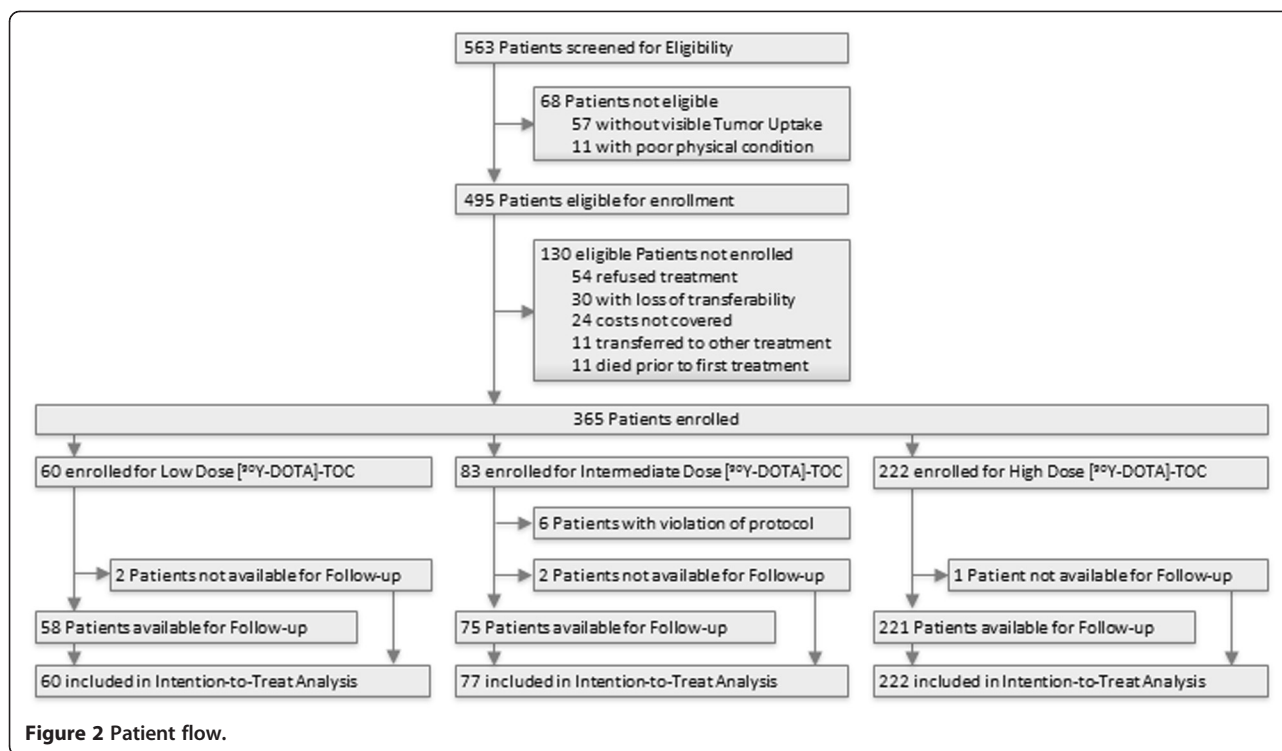 563 Patients screened for Eligibility
68 Patients not eligible
57 without visible Tumor Uptake
11 with poor physical condition
495 Patients eligible for enrollment
130 eligible Patients not enrolled
54 refused treatment
30 with loss of transferability
24 costs not covered
11 transferred to other treatment
11 died prior to first treatment
365 Patients enrolled
60 enrolled for Low Dose [⁹⁰Y-DOTA]-TOC
83 enrolled for Intermediate Dose [⁹⁰Y-DOTA]-TOC
222 enrolled for High Dose [⁹⁰Y-DOTA]-TOC
6 Patients with violation of protocol
2 Patients not available for Follow-up
2 Patients not available for Follow-up
1 Patient not available for Follow-up
58 Patients available for Follow-up
75 Patients available for Follow-up
221 Patients available for Follow-up
60 included in Intention-to-Treat Analysis
77 included in Intention-to-Treat Analysis
222 included in Intention-to-Treat Analysis
Figure 2 Patient flow.